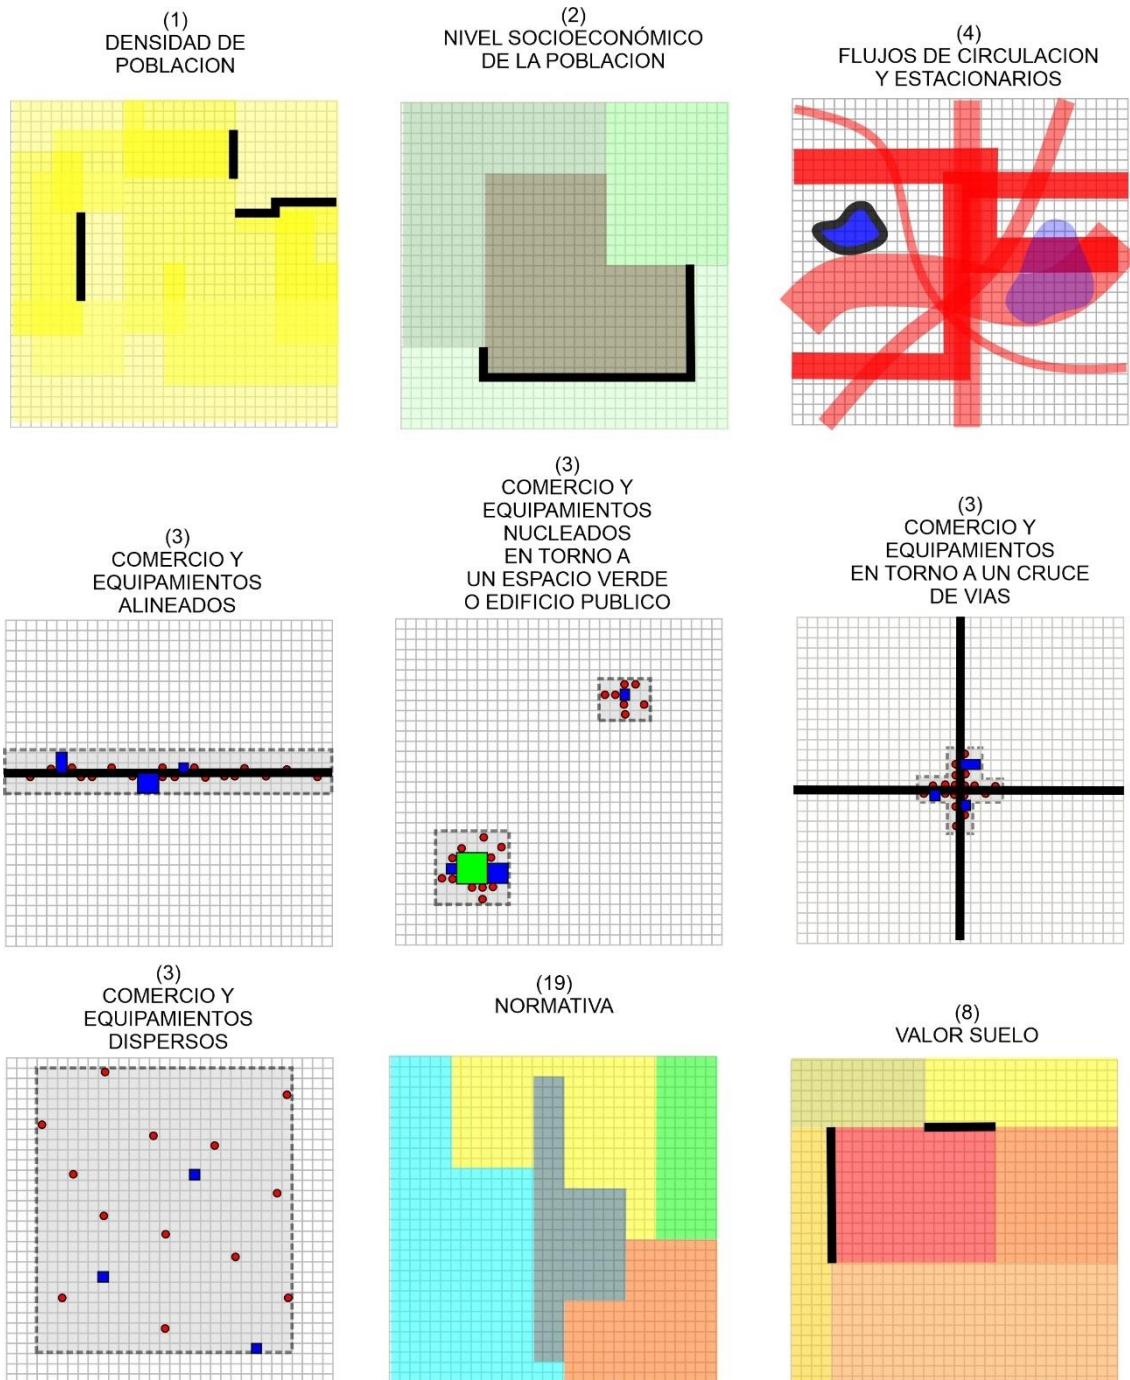 (1)
DENSIDAD DE
POBLACION
(2)
NIVEL SOCIOECONÓMICO
DE LA POBLACION
(4)
FLUJOS DE CIRCULACION
Y ESTACIONARIOS
(3)
COMERCIO Y
EQUIPAMIENTOS
ALINEADOS
(3)
COMERCIO Y
EQUIPAMIENTOS
NUCLEADOS
EN TORNO A
UN ESPACIO VERDE
O EDIFICIO PUBLICO
(3)
COMERCIO Y
EQUIPAMIENTOS
EN TORNO A UN CRUCE
DE VIAS
(3)
COMERCIO Y
EQUIPAMIENTOS
DISPERSOS
(19)
NORMATIVA
(8)
VALOR SUELO